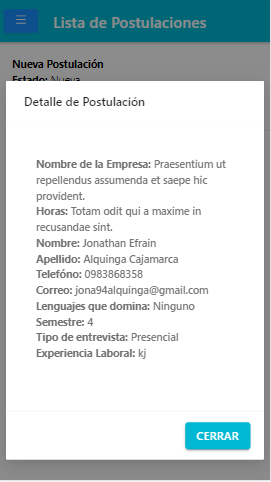 Lista de Postulaciones
Nueva Postulación
Estado: Nueva
Detalle de Postulación
Nombre de la Empresa: Praesentium ut
repellendus assumenda et saepe hic
provident.
Horas: Totam odit qui a maxime in
recusandae sint.
Nombre: Jonathan Efrain
Apellido: Alquinga Cajamarca
Telefóno: 0983868358
Correo: jona94alquinga@gmail.com
Lenguajes que domina: Ninguno
Semestre: 4
Tipo de entrevista: Presencial
Experiencia Laboral: kj
CERRAR